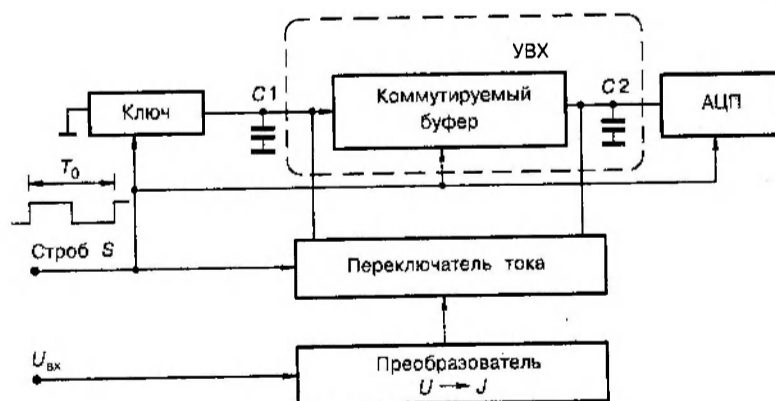 УВХ
Ключ
C1
Коммутируемый
буфер
C2
АЦП
T₀
Строб S
Переключатель тока
Uвх
Преобразователь
U → J